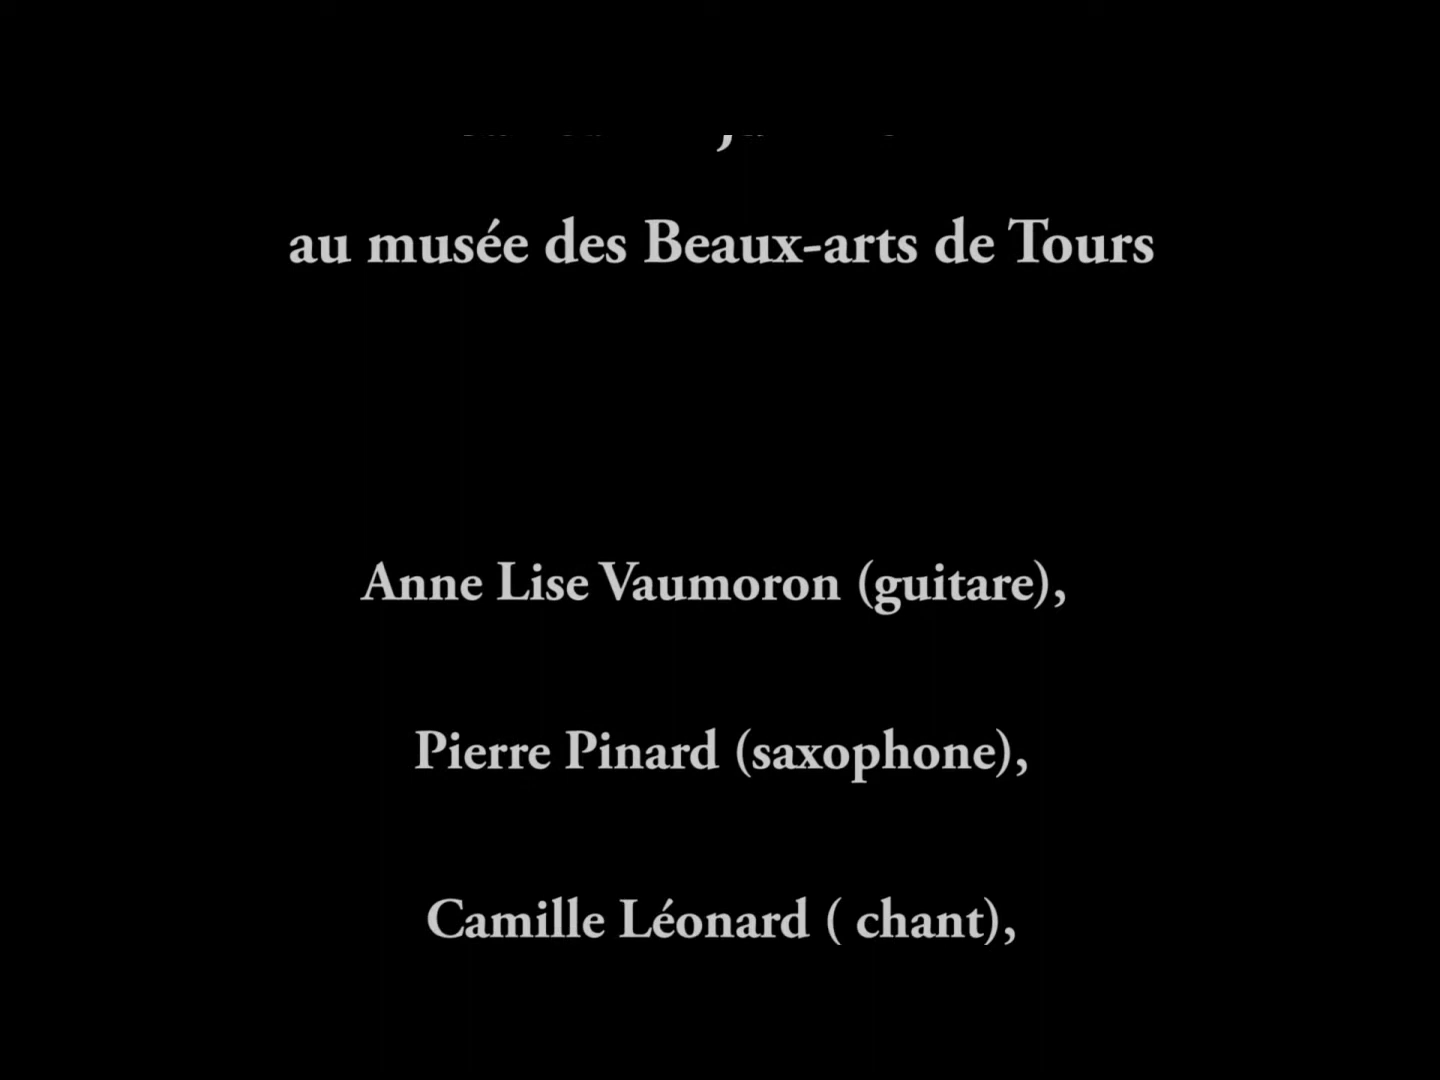 au musée des Beaux-arts de Tours
Anne Lise Vaumoron (guitare),
Pierre Pinard (saxophone),
Camille Léonard ( chant),